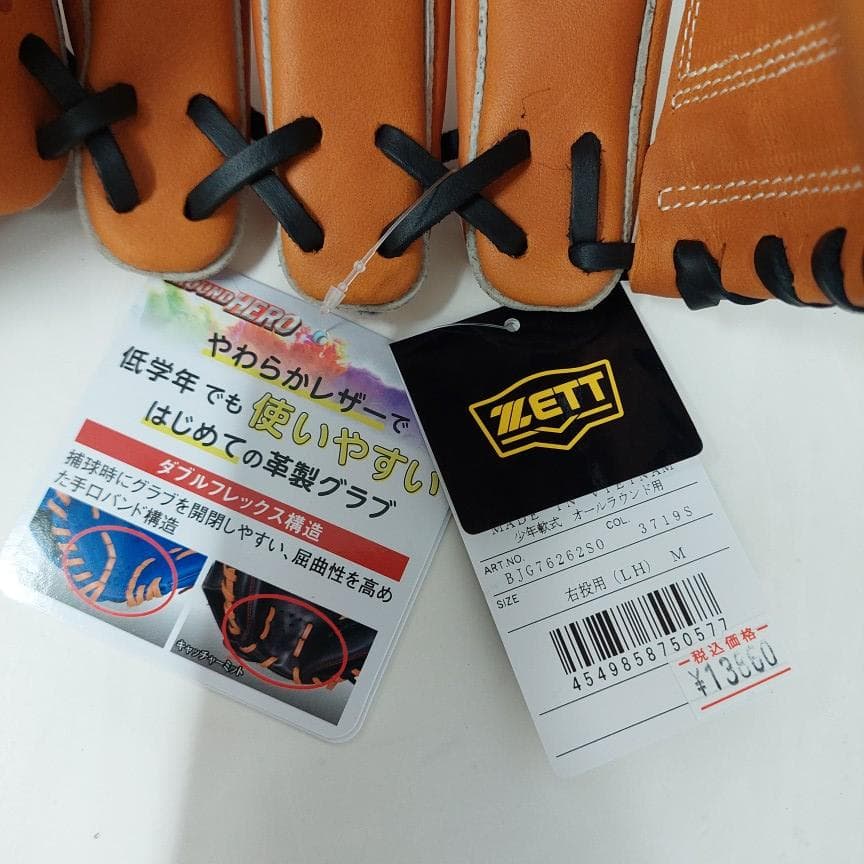 ROUND HERO
やわらかレザーで
低学年でも使いやすい
はじめての革製グラブ
ダブルフレックス構造
捕球時にグラブを開閉しやすい、屈曲性を高め
た手口バンド構造
キャッチャーミット
ZETT
MADE IN VIETNAM
少年軟式 オールラウンド用
ART.NO. BJG76262S0 COL. 3719S
SIZE 右投用(LH) M
4549858750577
税込価格
¥13860